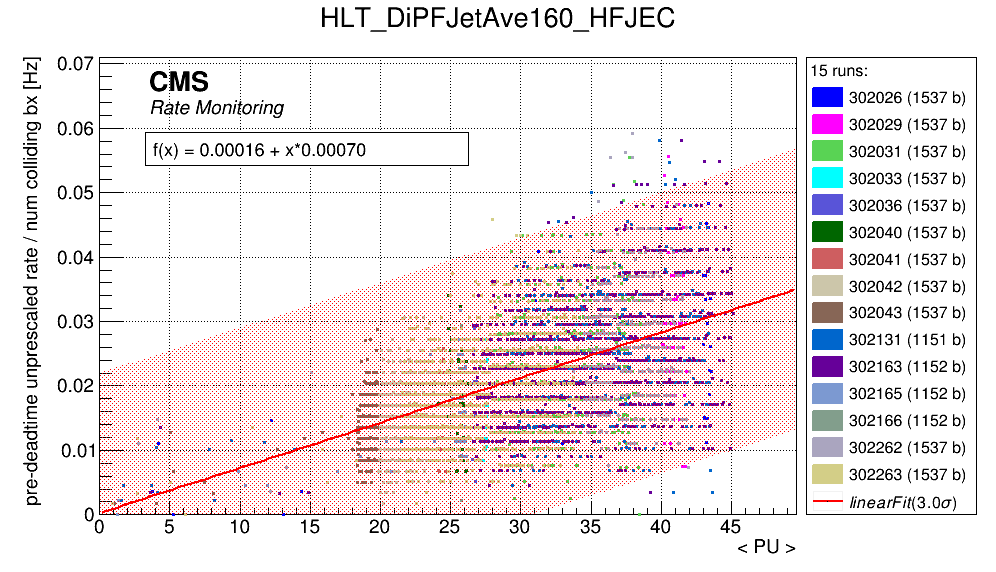 HLT_DiPFJetAve160_HFJEC
pre-deadtime unprescaled rate / num colliding bx [Hz]
0.07
0.06
0.05
0.04
0.03
0.02
0.01
0
CMS
Rate Monitoring
f(x) = 0.00016 + x*0.00070
0 5 10 15 20 25 30 35 40 45
< PU >
15 runs:
302026 (1537 b)
302029 (1537 b)
302031 (1537 b)
302033 (1537 b)
302036 (1537 b)
302040 (1537 b)
302041 (1537 b)
302042 (1537 b)
302043 (1537 b)
302131 (1151 b)
302163 (1152 b)
302165 (1152 b)
302166 (1152 b)
302262 (1537 b)
302263 (1537 b)
linearFit(3.0σ)